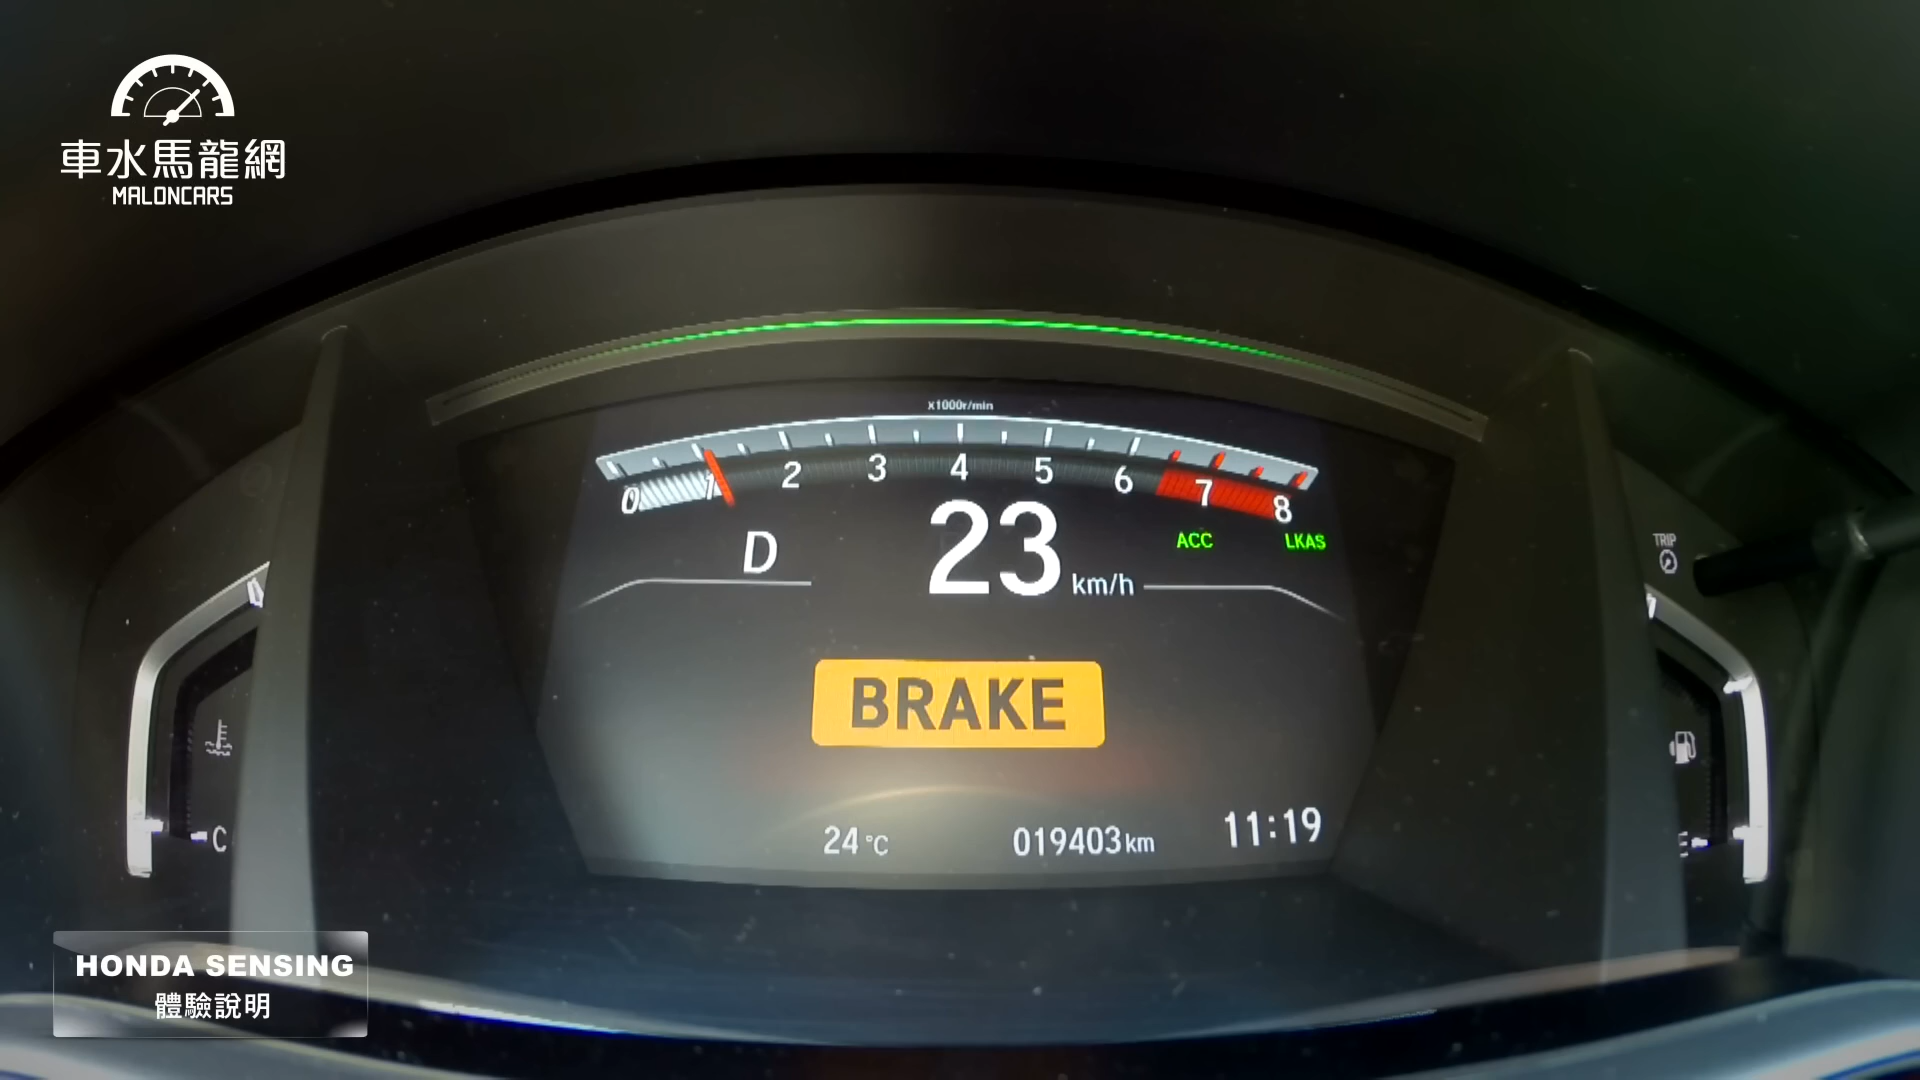 車水馬龍網
MALONCARS
x1000r/min
0 1 2 3 4 5 6 7 8
D
23 km/h
ACC
LKAS
TRIP
BRAKE
C
E
24°C
019403km
11:19
HONDA SENSING
體驗說明